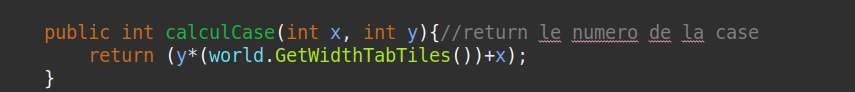 public int calculCase(int x, int y){//return le numero de la case
return (y*(world.GetWidthTabTiles())+x);
}